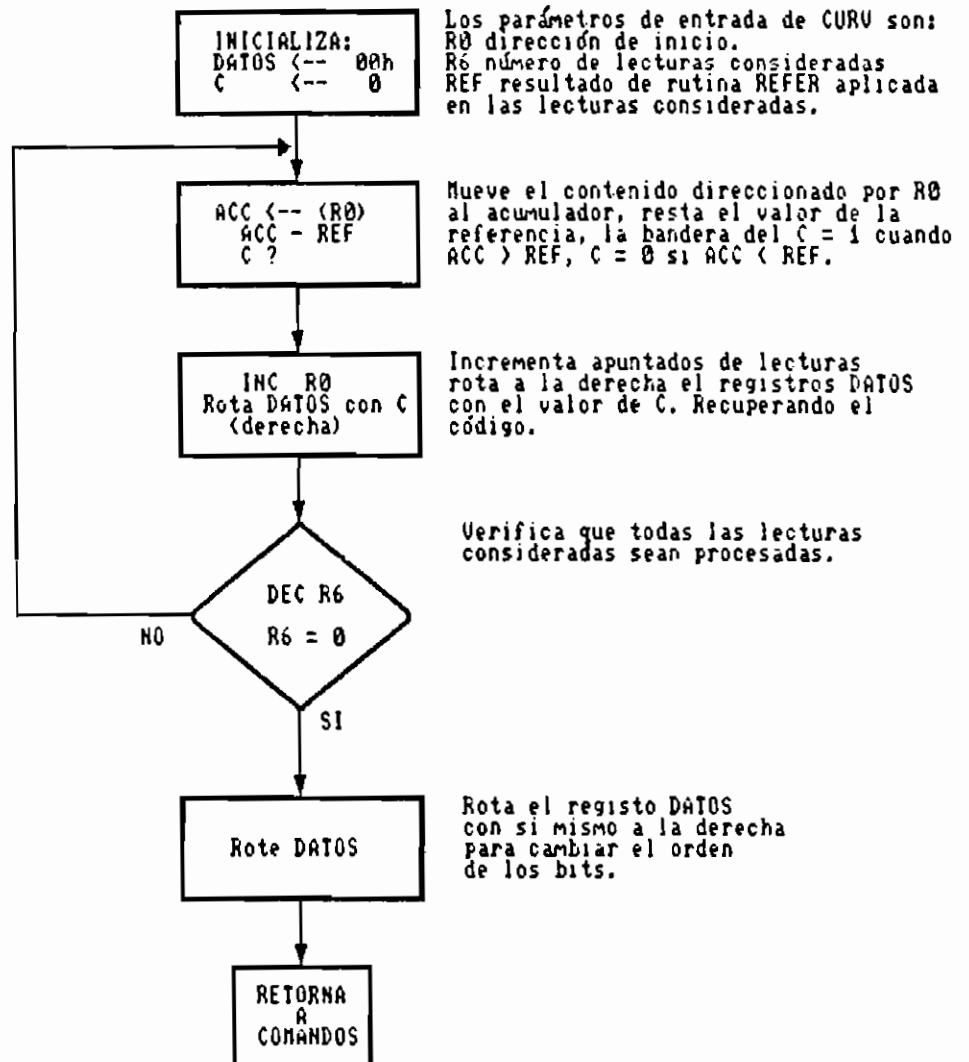 INICIALIZA:
DATOS <-- 00h
C <-- 0
Los parámetros de entrada de CURV son:
R0 dirección de inicio.
R6 número de lecturas consideradas
REF resultado de rutina REFER aplicada
en las lecturas consideradas.
ACC <-- (R0)
ACC - REF
C ?
Mueve el contenido direccionado por R0
al acumulador, resta el valor de la
referencia, la bandera del C = 1 cuando
ACC > REF, C = 0 si ACC < REF.
INC R0
Rota DATOS con C
(derecha)
Incrementa apuntados de lecturas
rota a la derecha el registros DATOS
con el valor de C. Recuperando el
código.
Verifica que todas las lecturas
consideradas sean procesadas.
DEC R6
R6 = 0
NO
SI
Rote DATOS
Rota el registo DATOS
con si mismo a la derecha
para cambiar el orden
de los bits.
RETORNA
A
COMANDOS